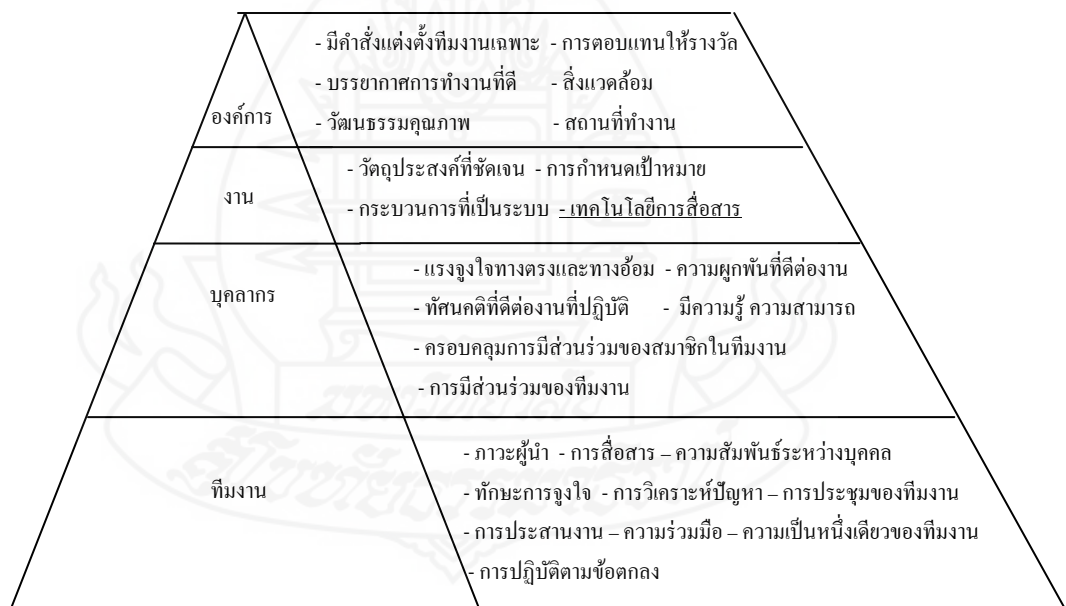 - มีคำสั่งแต่งตั้งทีมงานเฉพาะ - การตอบแทนให้รางวัล
- บรรยากาศการทำงานที่ดี - สิ่งแวดล้อม
องค์การ
- วัฒนธรรมคุณภาพ - สถานที่ทำงาน
- วัตถุประสงค์ที่ชัดเจน - การกำหนดเป้าหมาย
งาน
- กระบวนการที่เป็นระบบ - เทคโนโลยีการสื่อสาร
- แรงจูงใจทางตรงและทางอ้อม - ความผูกพันที่ดีต่องาน
บุคลากร
- ทัศนคติที่ดีต่องานที่ปฏิบัติ - มีความรู้ ความสามารถ
- ครอบคลุมการมีส่วนร่วมของสมาชิกในทีมงาน
- การมีส่วนร่วมของทีมงาน
- ภาวะผู้นำ - การสื่อสาร – ความสัมพันธ์ระหว่างบุคคล
ทีมงาน
- ทักษะการจูงใจ - การวิเคราะห์ปัญหา – การประชุมของทีมงาน
- การประสานงาน – ความร่วมมือ – ความเป็นหนึ่งเดียวของทีมงาน
- การปฏิบัติตามข้อตกลง